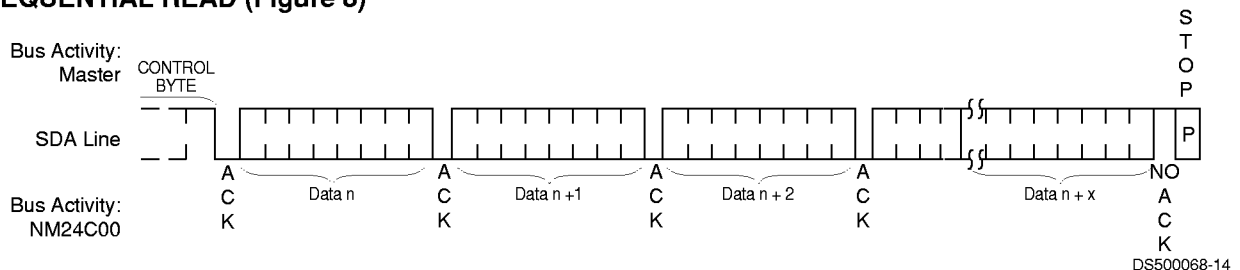 EQUENTIAL READ (Figure 8)
Bus Activity:
Master
CONTROL
BYTE
S
T
O
P
SDA Line
P
Bus Activity:
NM24C00
A
C
K
Data n
A
C
K
Data n +1
A
C
K
Data n + 2
A
C
K
Data n + x
NO
A
C
K
DS500068-14